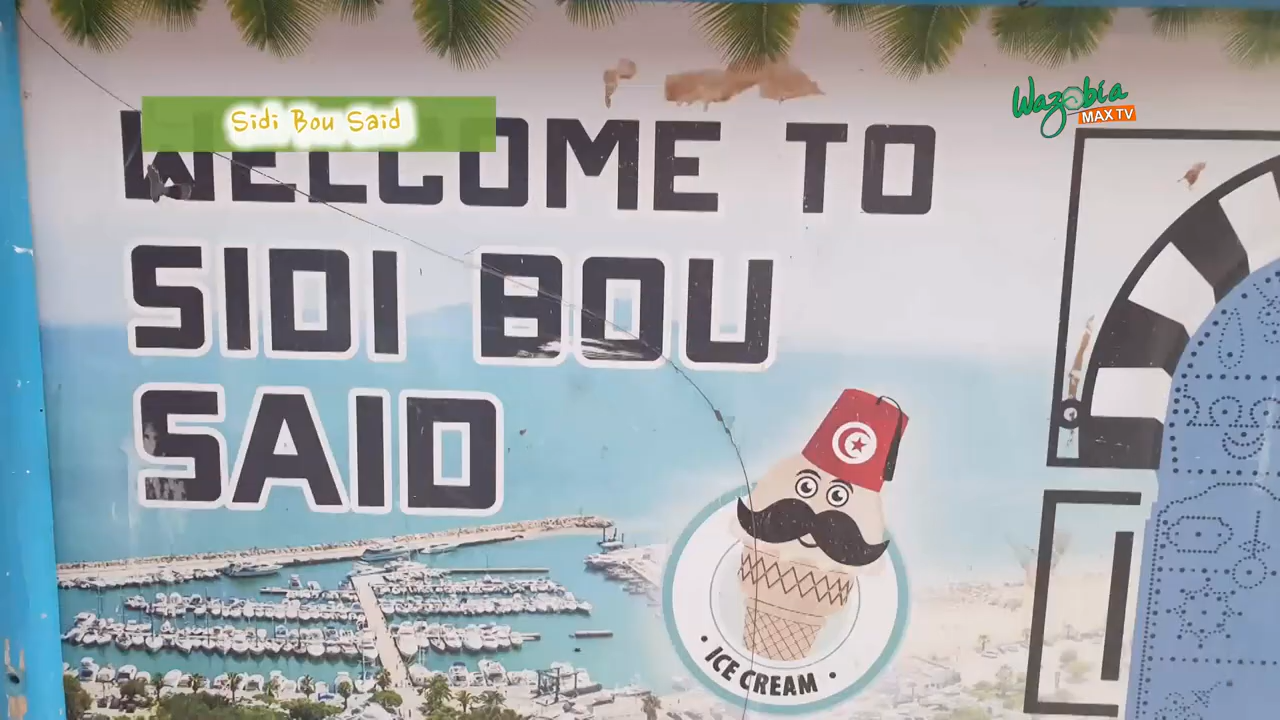 Sidi Bou Said
Wazobia
MAX TV
WELCOME TO
SIDI BOU
SAID
• ICE CREAM •